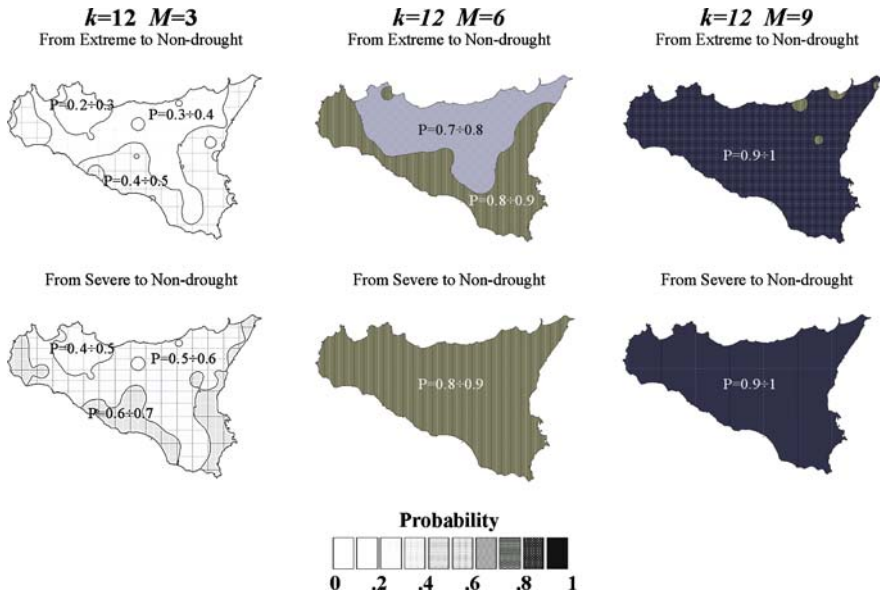 k=12 M=3
From Extreme to Non-drought
P=0.2÷0.3
P=0.3÷0.4
P=0.4÷0.5
k=12 M=6
From Extreme to Non-drought
P=0.7÷0.8
P=0.8÷0.9
k=12 M=9
From Extreme to Non-drought
P=0.9÷1
From Severe to Non-drought
P=0.4÷0.5
P=0.5÷0.6
P=0.6÷0.7
From Severe to Non-drought
P=0.8÷0.9
From Severe to Non-drought
P=0.9÷1
Probability
0 .2 .4 .6 .8 1